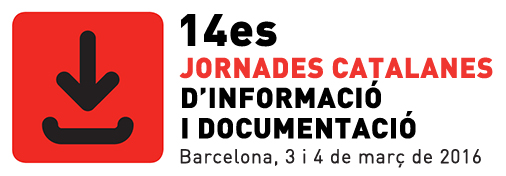 14es
JORNADES CATALANES
D'INFORMACIÓ
I DOCUMENTACIÓ
Barcelona, 3 i 4 de març de 2016